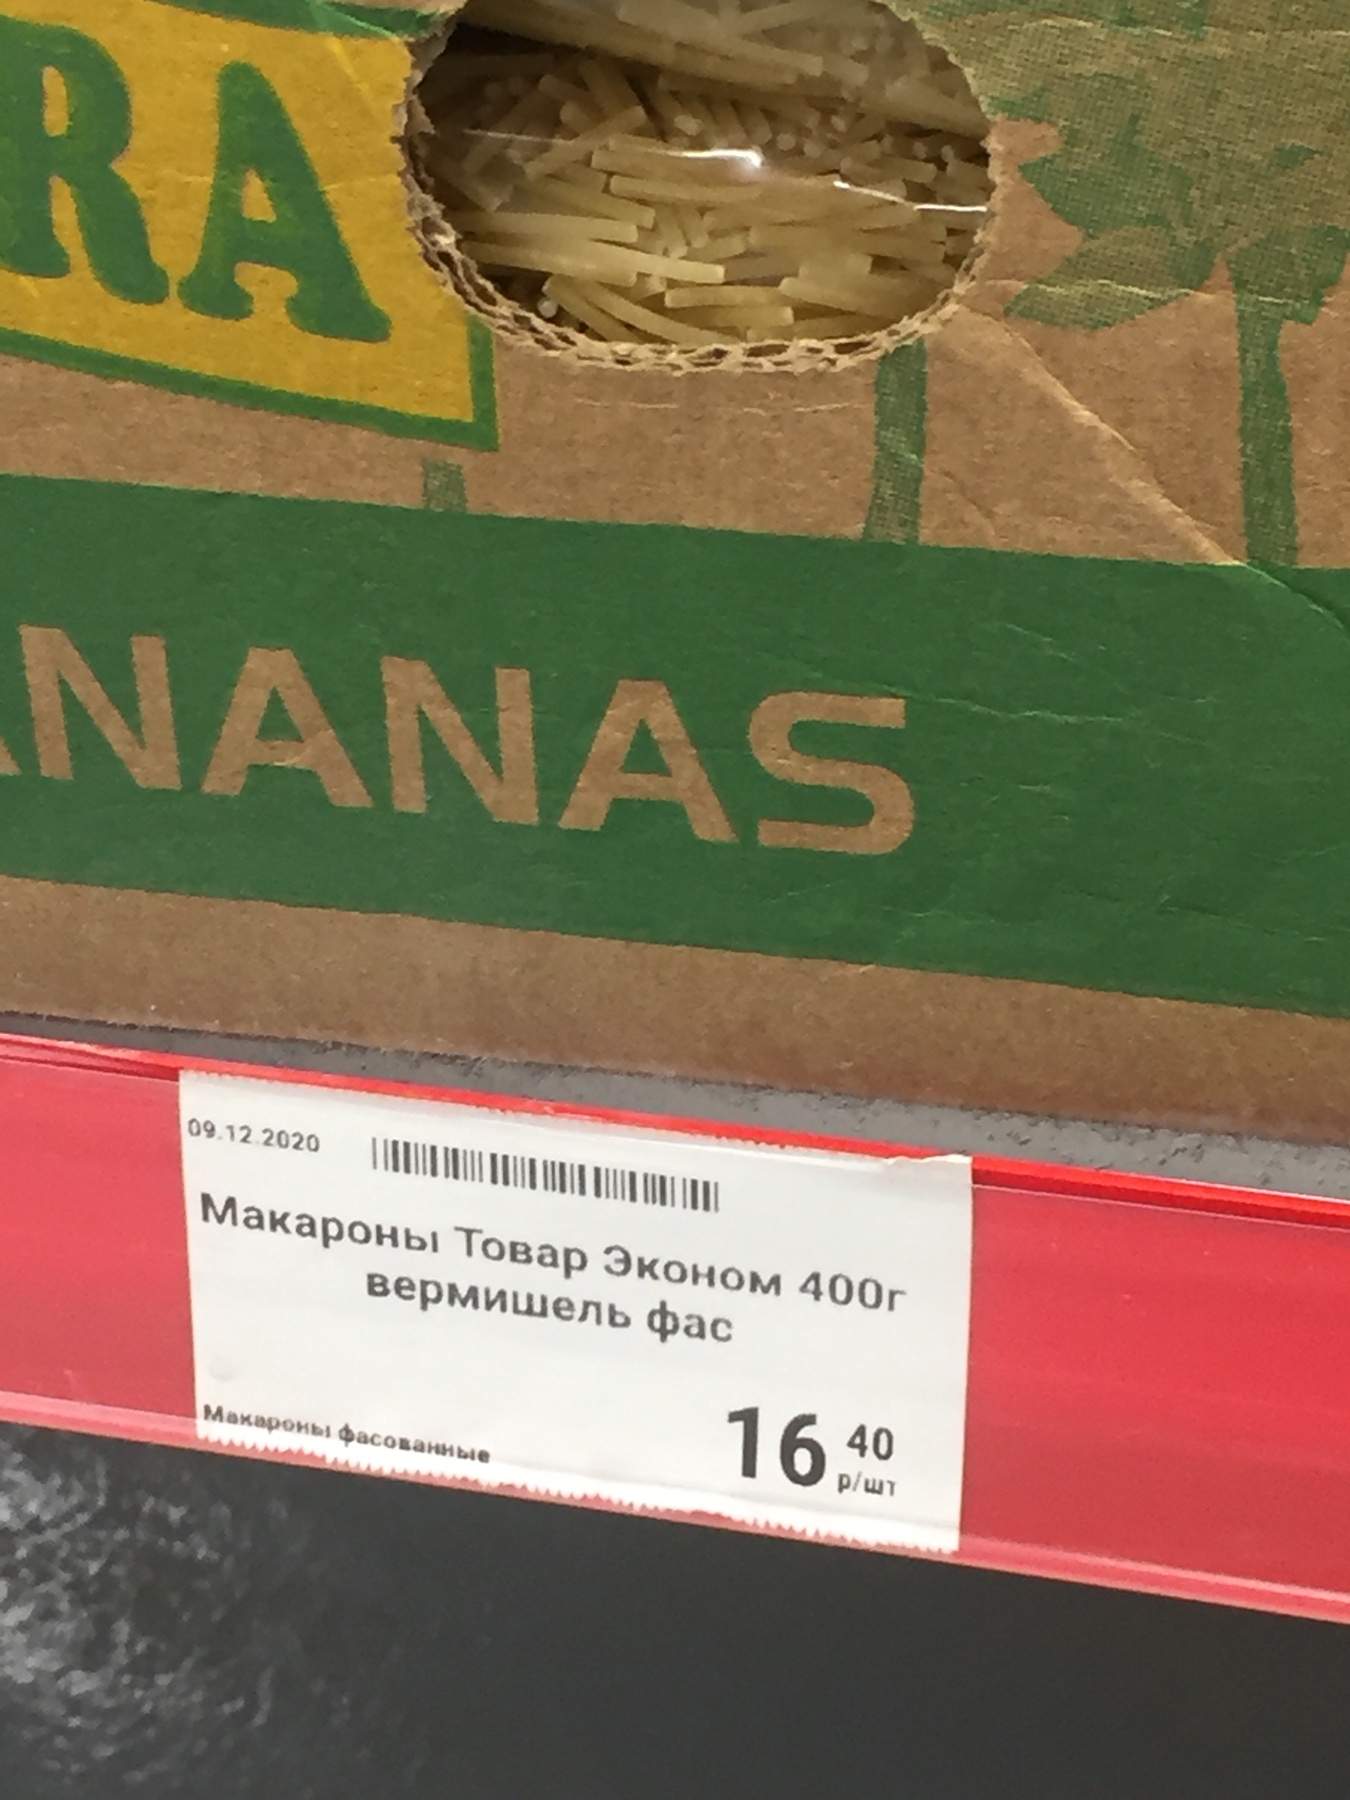 RA
ANANAS
09.12.2020
Макароны Товар Эконом 400г
вермишель фас
Макароны фасованные
16 40
р/шт